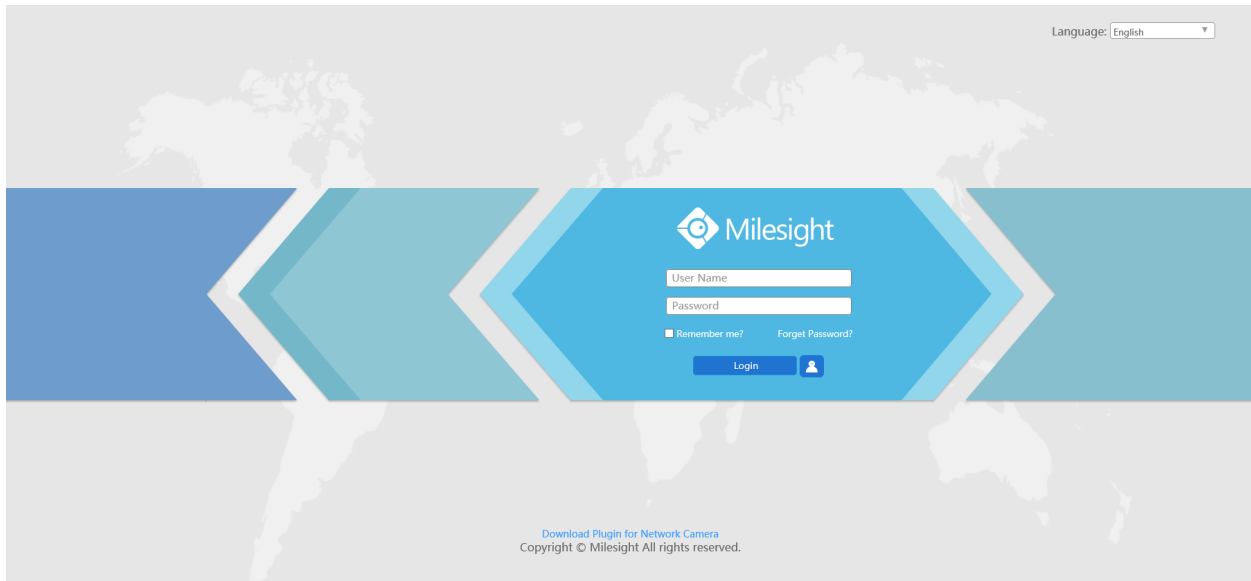 Language: English
Milesight
User Name
Password
Remember me? Forget Password?
Login
Download Plugin for Network Camera
Copyright © Milesight All rights reserved.